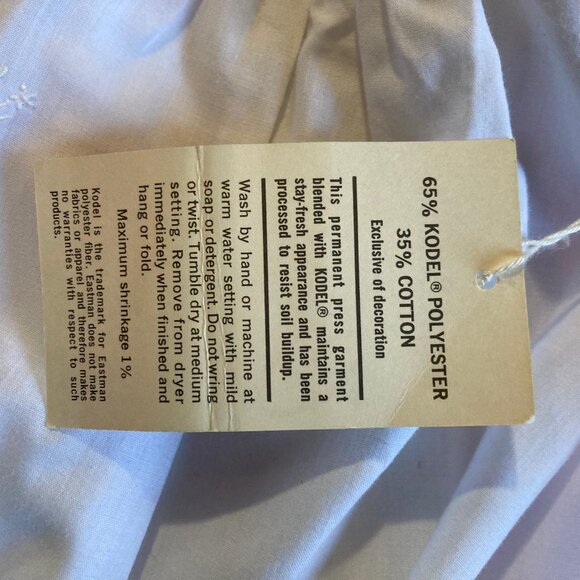 65% KODEL® POLYESTER
35% COTTON
Exclusive of decoration
This permanent press garment
blended with KODEL® maintains a
stay-fresh appearance and has been
processed to resist soil buildup.
Wash by hand or machine at
warm water setting with mild
soap or detergent. Do not wring
or twist. Tumble dry at medium
setting. Remove from dryer
immediately when finished and
hang or fold.
Maximum shrinkage 1%
Kodel is the trademark for Eastman
polyester fiber. Eastman does not make
fabrics or apparel and therefore makes
no warranties with respect to such
products.